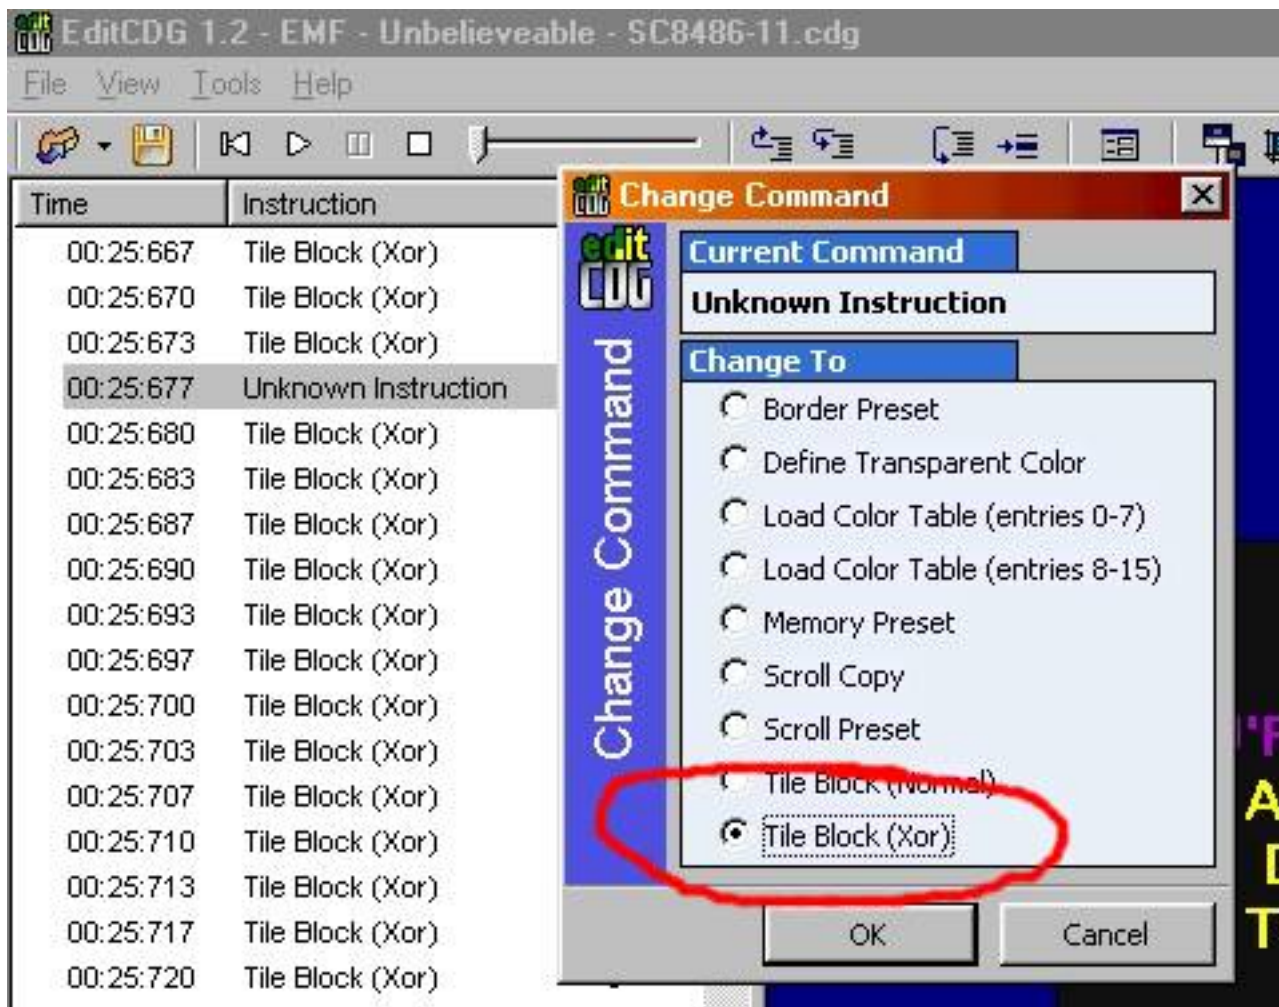 EditCDG 1.2 - EMF - Unbelieveable - SC8486-11.cdg
File View Tools Help
Time Instruction
00:25:667 Tile Block (Xor)
00:25:670 Tile Block (Xor)
00:25:673 Tile Block (Xor)
00:25:677 Unknown Instruction
00:25:680 Tile Block (Xor)
00:25:683 Tile Block (Xor)
00:25:687 Tile Block (Xor)
00:25:690 Tile Block (Xor)
00:25:693 Tile Block (Xor)
00:25:697 Tile Block (Xor)
00:25:700 Tile Block (Xor)
00:25:703 Tile Block (Xor)
00:25:707 Tile Block (Xor)
00:25:710 Tile Block (Xor)
00:25:713 Tile Block (Xor)
00:25:717 Tile Block (Xor)
00:25:720 Tile Block (Xor)
Change Command
edit
CDG
Change Command
Current Command
Unknown Instruction
Change To
Border Preset
Define Transparent Color
Load Color Table (entries 0-7)
Load Color Table (entries 8-15)
Memory Preset
Scroll Copy
Scroll Preset
Tile Block (Normal)
Tile Block (Xor)
OK Cancel